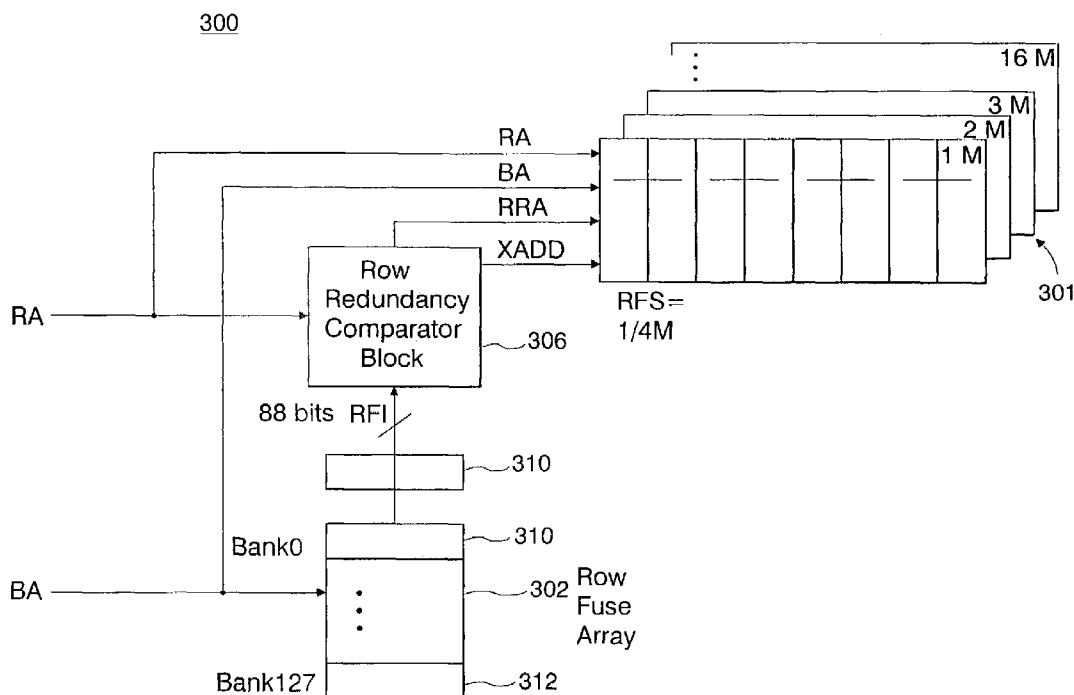 300
16 M
3 M
2 M
1 M
RA
BA
RRA
XADD
Row
Redundancy
Comparator
Block
RA
306
RFS=
1/4M
301
88 bits RFI
310
310
Bank0
BA
302
Row
Fuse
Array
Bank127
312